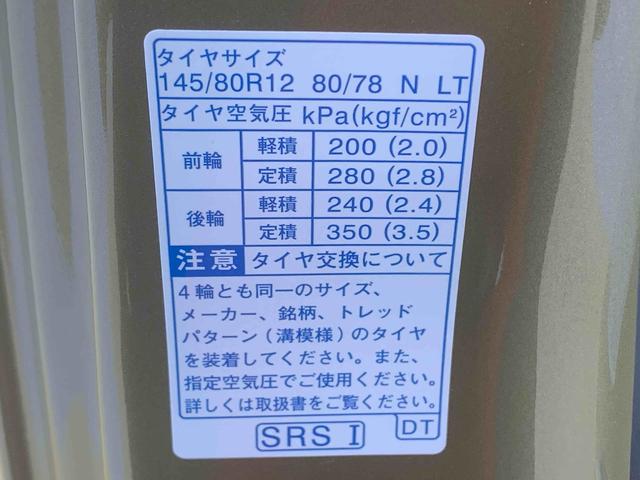 タイヤサイズ
145/80R12 80/78 N LT
タイヤ空気圧 kPa(kgf/cm²)
前輪 軽積 200 (2.0)
定積 280 (2.8)
後輪 軽積 240 (2.4)
定積 350 (3.5)
注意 タイヤ交換について
4輪とも同一のサイズ、
メーカー、銘柄、トレッド
パターン(溝模様)のタイヤ
を装着してください。また、
指定空気圧でご使用ください。
詳しくは取扱書をご覧ください。
SRS I DT